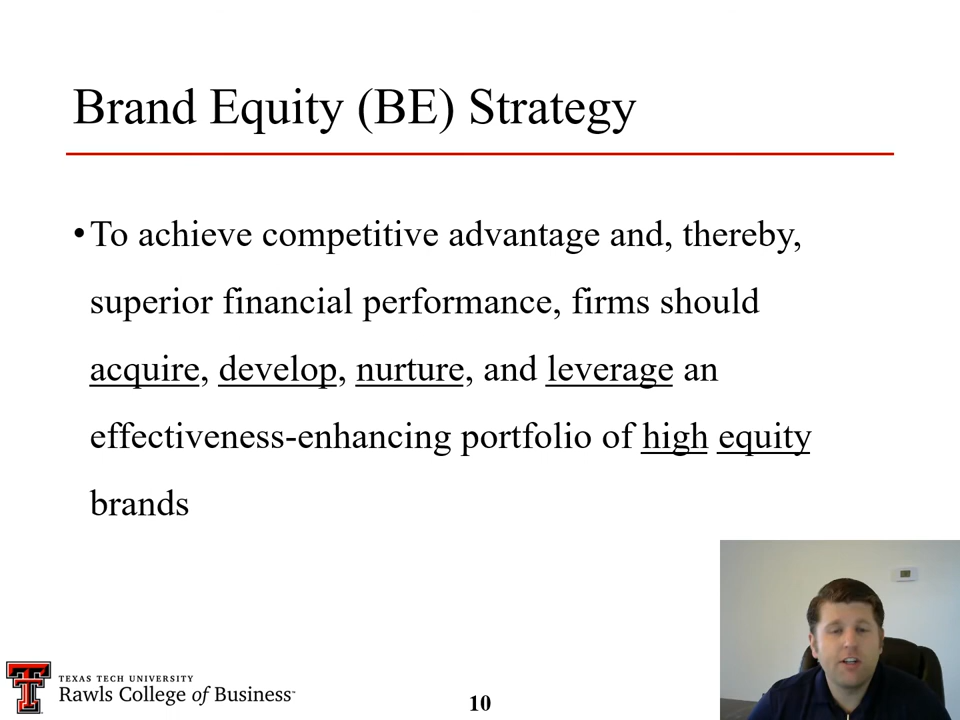 Brand Equity (BE) Strategy
• To achieve competitive advantage and, thereby,
superior financial performance, firms should
acquire, develop, nurture, and leverage an
effectiveness-enhancing portfolio of high equity
brands
TEXAS TECH UNIVERSITY
Rawls College of Business™
10